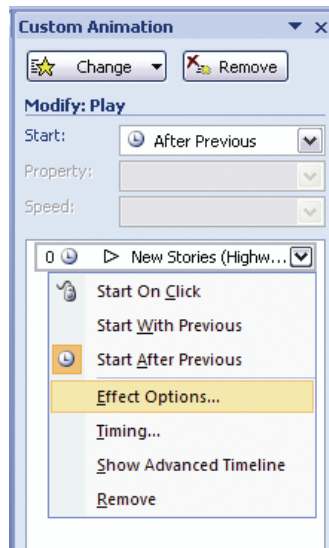 Custom Animation
Change
Remove
Modify: Play
Start:
After Previous
Property:
Speed:
0 New Stories (Highw...
Start On Click
Start With Previous
Start After Previous
Effect Options...
Timing...
Show Advanced Timeline
Remove